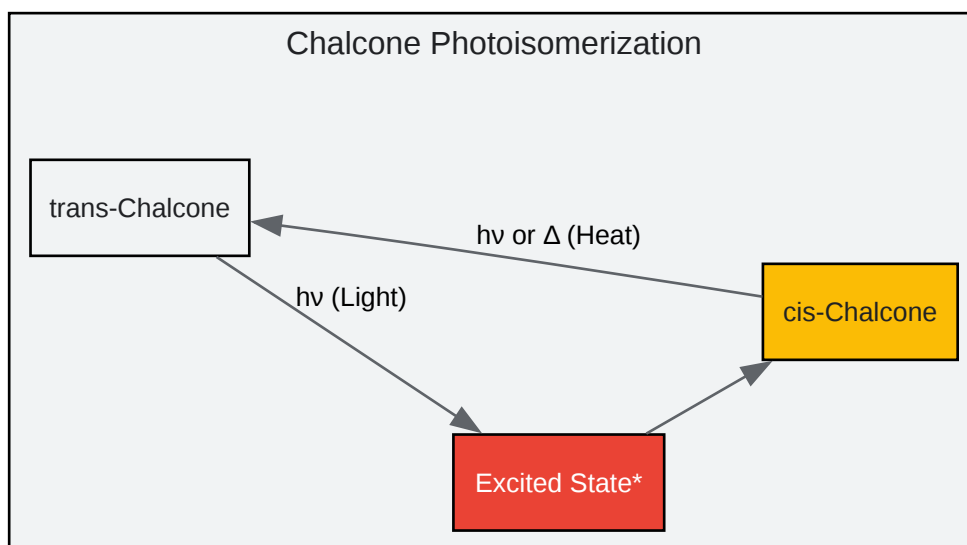 Chalcone Photoisomerization
trans-Chalcone
hν or Δ (Heat)
hν (Light)
cis-Chalcone
Excited State*